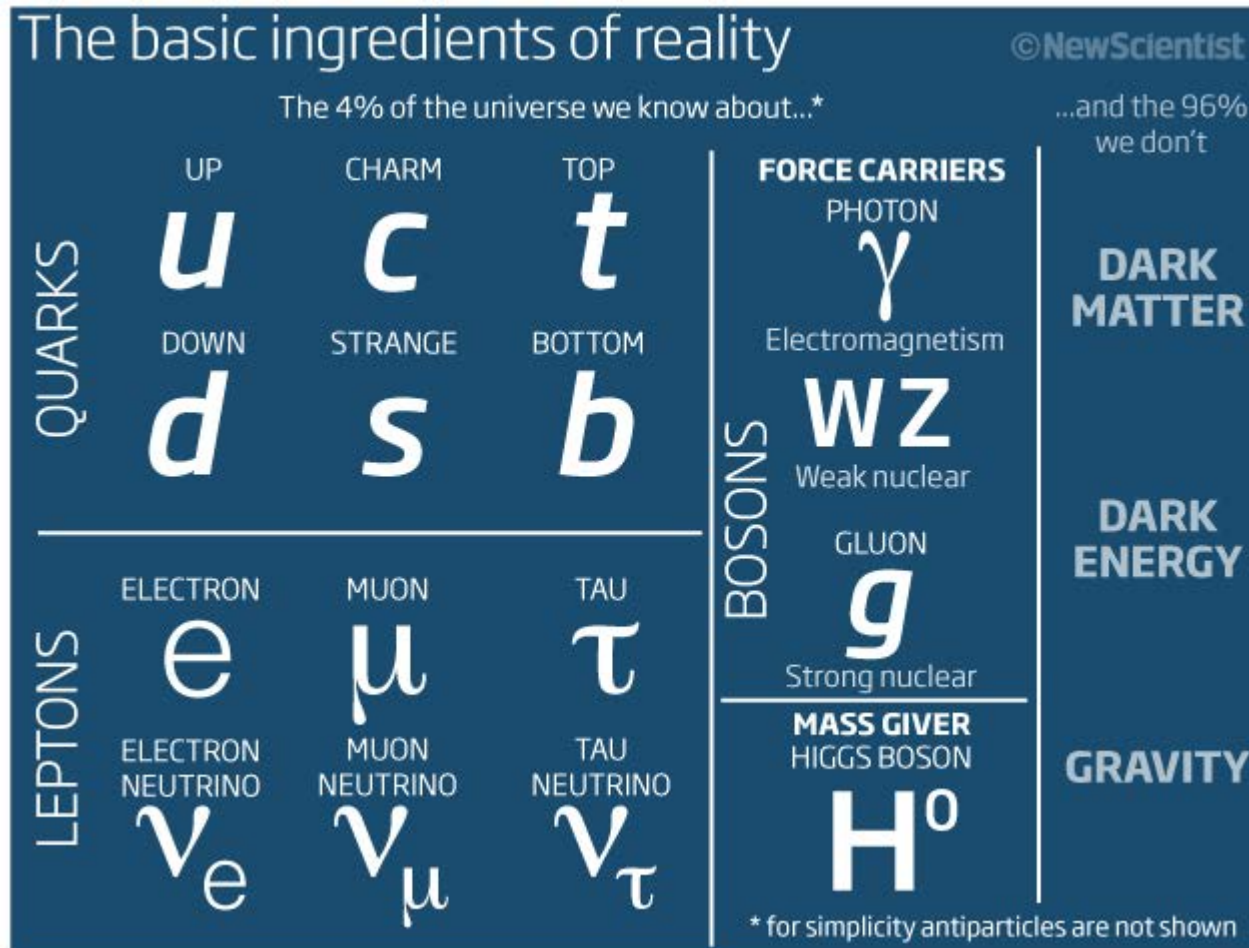 The basic ingredients of reality
©NewScientist
The 4% of the universe we know about...*
...and the 96%
we don't
QUARKS
UP CHARM TOP
u c t
DOWN STRANGE BOTTOM
d s b
LEPTONS
ELECTRON MUON TAU
e μ τ
ELECTRON MUON TAU
NEUTRINO NEUTRINO NEUTRINO
νe νμ ντ
BOSONS
FORCE CARRIERS
PHOTON
γ
Electromagnetism
W Z
Weak nuclear
GLUON
g
Strong nuclear
MASS GIVER
HIGGS BOSON
H⁰
DARK
MATTER
DARK
ENERGY
GRAVITY
* for simplicity antiparticles are not shown